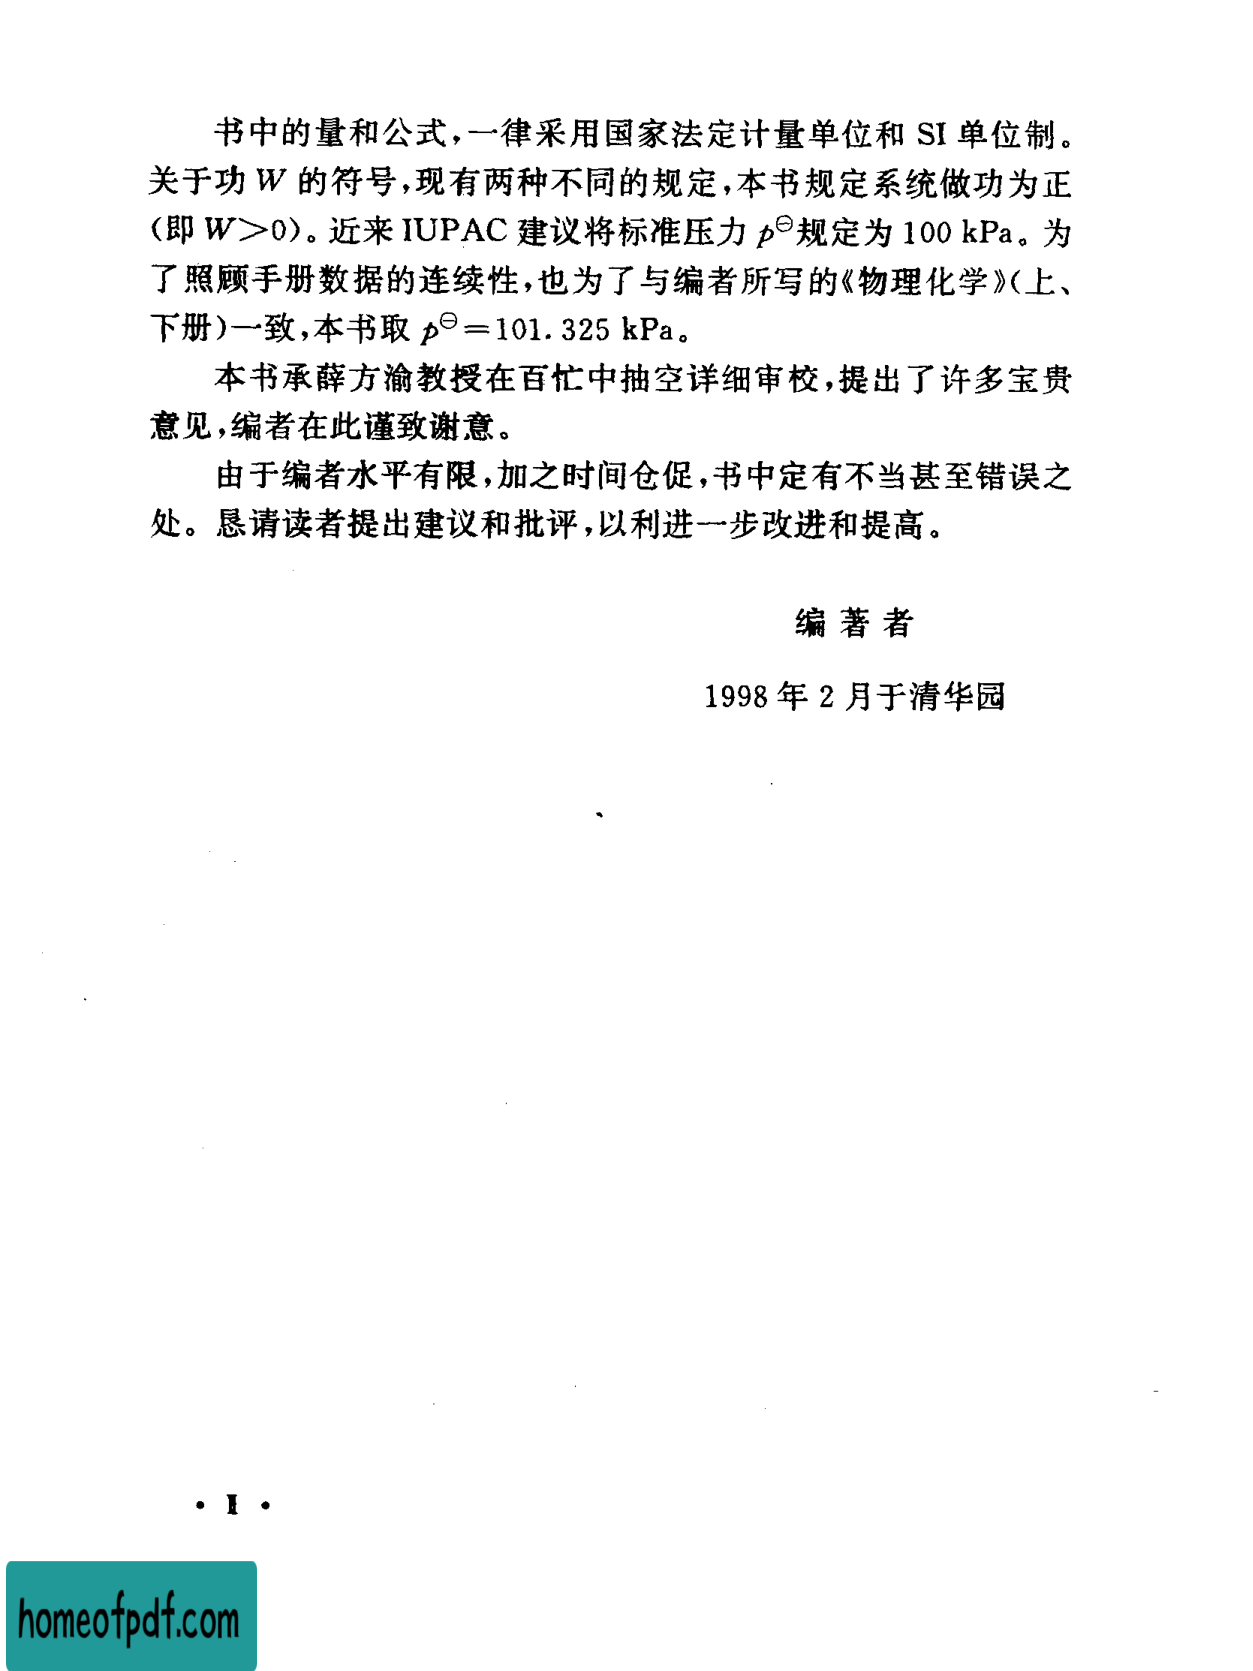 书中的量和公式,一律采用国家法定计量单位和 SI 单位制。
关于功 W 的符号,现有两种不同的规定,本书规定系统做功为正
(即 W>0)。近来 IUPAC 建议将标准压力 p⊖规定为 100 kPa。为
了照顾手册数据的连续性,也为了与编者所写的《物理化学》(上、
下册)一致,本书取 p⊖=101.325 kPa。
本书承薛方渝教授在百忙中抽空详细审校,提出了许多宝贵
意见,编者在此谨致谢意。
由于编者水平有限,加之时间仓促,书中定有不当甚至错误之
处。恳请读者提出建议和批评,以利进一步改进和提高。
编著者
1998 年 2 月于清华园
· Ⅱ ·
homeofpdf.com